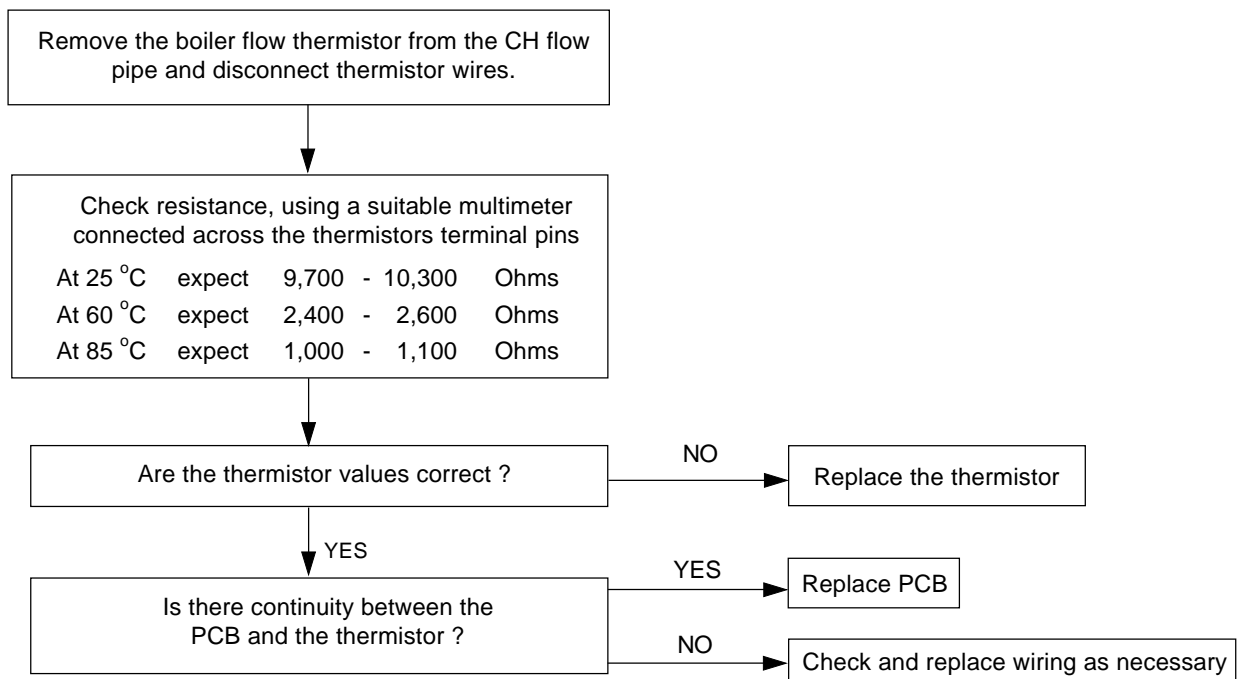 Remove the boiler flow thermistor from the CH flow
pipe and disconnect thermistor wires.
Check resistance, using a suitable multimeter
connected across the thermistors terminal pins
At 25 °C expect 9,700 - 10,300 Ohms
At 60 °C expect 2,400 - 2,600 Ohms
At 85 °C expect 1,000 - 1,100 Ohms
Are the thermistor values correct ?
NO
Replace the thermistor
YES
Is there continuity between the
PCB and the thermistor ?
YES
Replace PCB
NO
Check and replace wiring as necessary